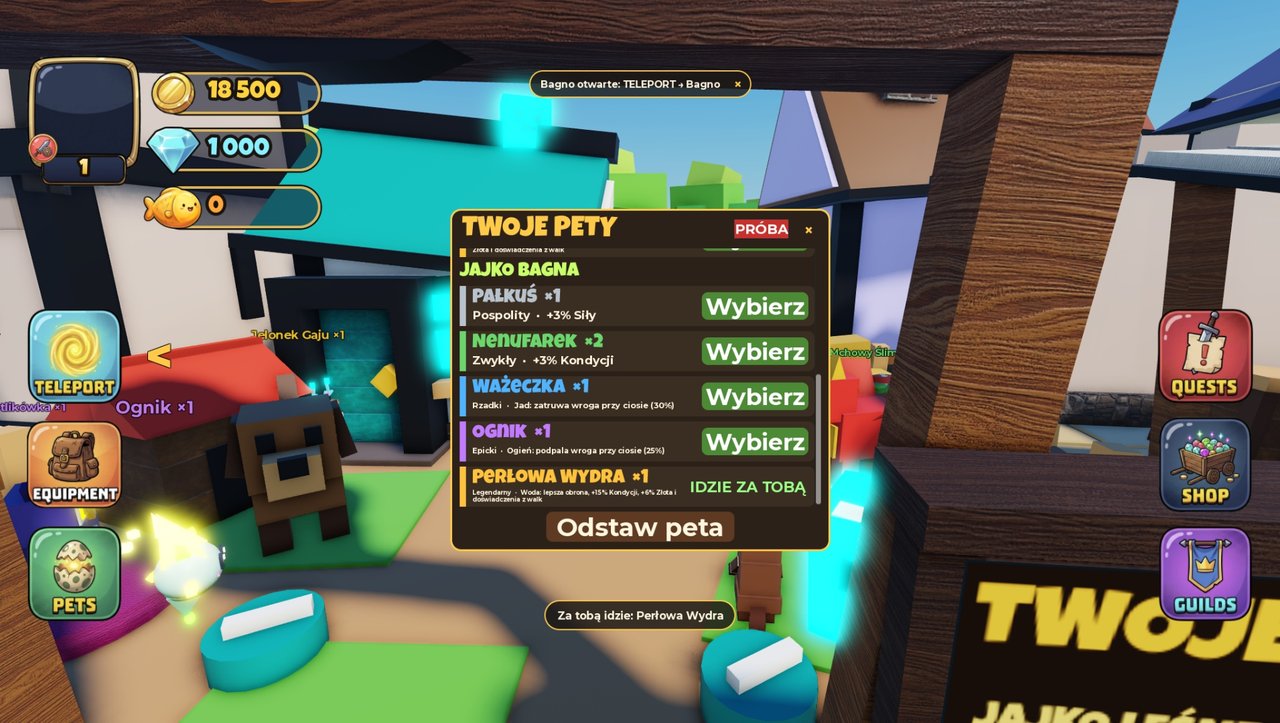 Bagno otwarte: TELEPORT → Bagno ×
18 500
1 000
1
0
TWOJE PETY
PRÓBA
×
Złota i doświadczenia z walk
JAJKO BAGNA
PAŁKUŚ ×1
Pospolity · +3% Siły
Wybierz
NENUFAREK ×2
Zwykły · +3% Kondycji
Wybierz
WAŻECZKA ×1
Rzadki · Jad: zatruwa wroga przy ciosie (30%)
Wybierz
OGNIK ×1
Epicki · Ogień: podpala wroga przy ciosie (25%)
Wybierz
PERŁOWA WYDRA ×1
Legendarny · Woda: lepsza obrona, +15% Kondycji, +6% Złota i
doświadczenia z walk
IDZIE ZA TOBĄ
Odstaw peta
Za tobą idzie: Perłowa Wydra
Jelonek Gaju ×1
<
Ognik ×1
TELEPORT
EQUIPMENT
PETS
QUESTS
SHOP
GUILDS